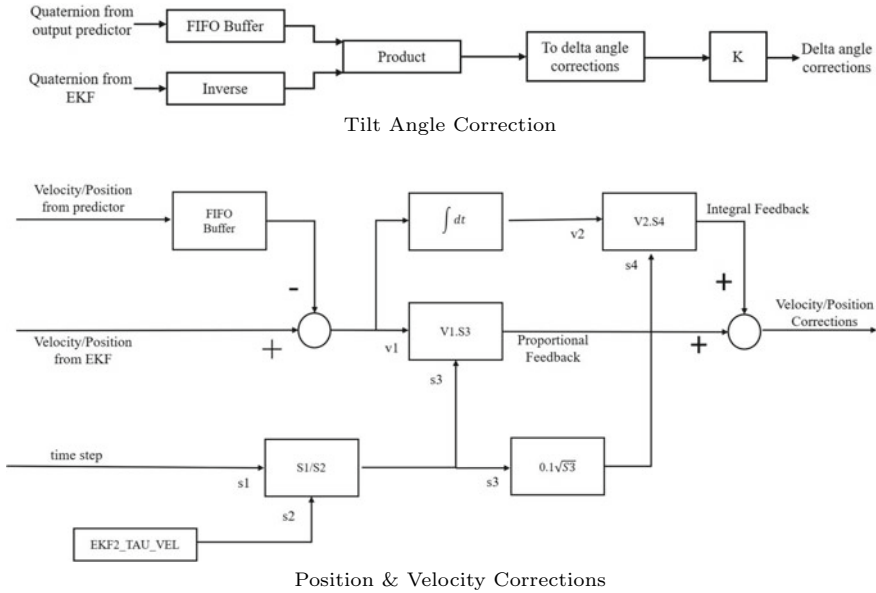 Quaternion from
output predictor
FIFO Buffer
Quaternion from
EKF
Inverse
Product
To delta angle
corrections
K
Delta angle
corrections
Tilt Angle Correction
Velocity/Position
from predictor
FIFO
Buffer
-
∫ dt
v2
V2.S4
s4
Integral Feedback
+
Velocity/Position
from EKF
+
v1
V1.S3
s3
Proportional
Feedback
+
Velocity/Position
Corrections
time step
s1
S1/S2
s2
s3
0.1√S3
EKF2_TAU_VEL
Position & Velocity Corrections